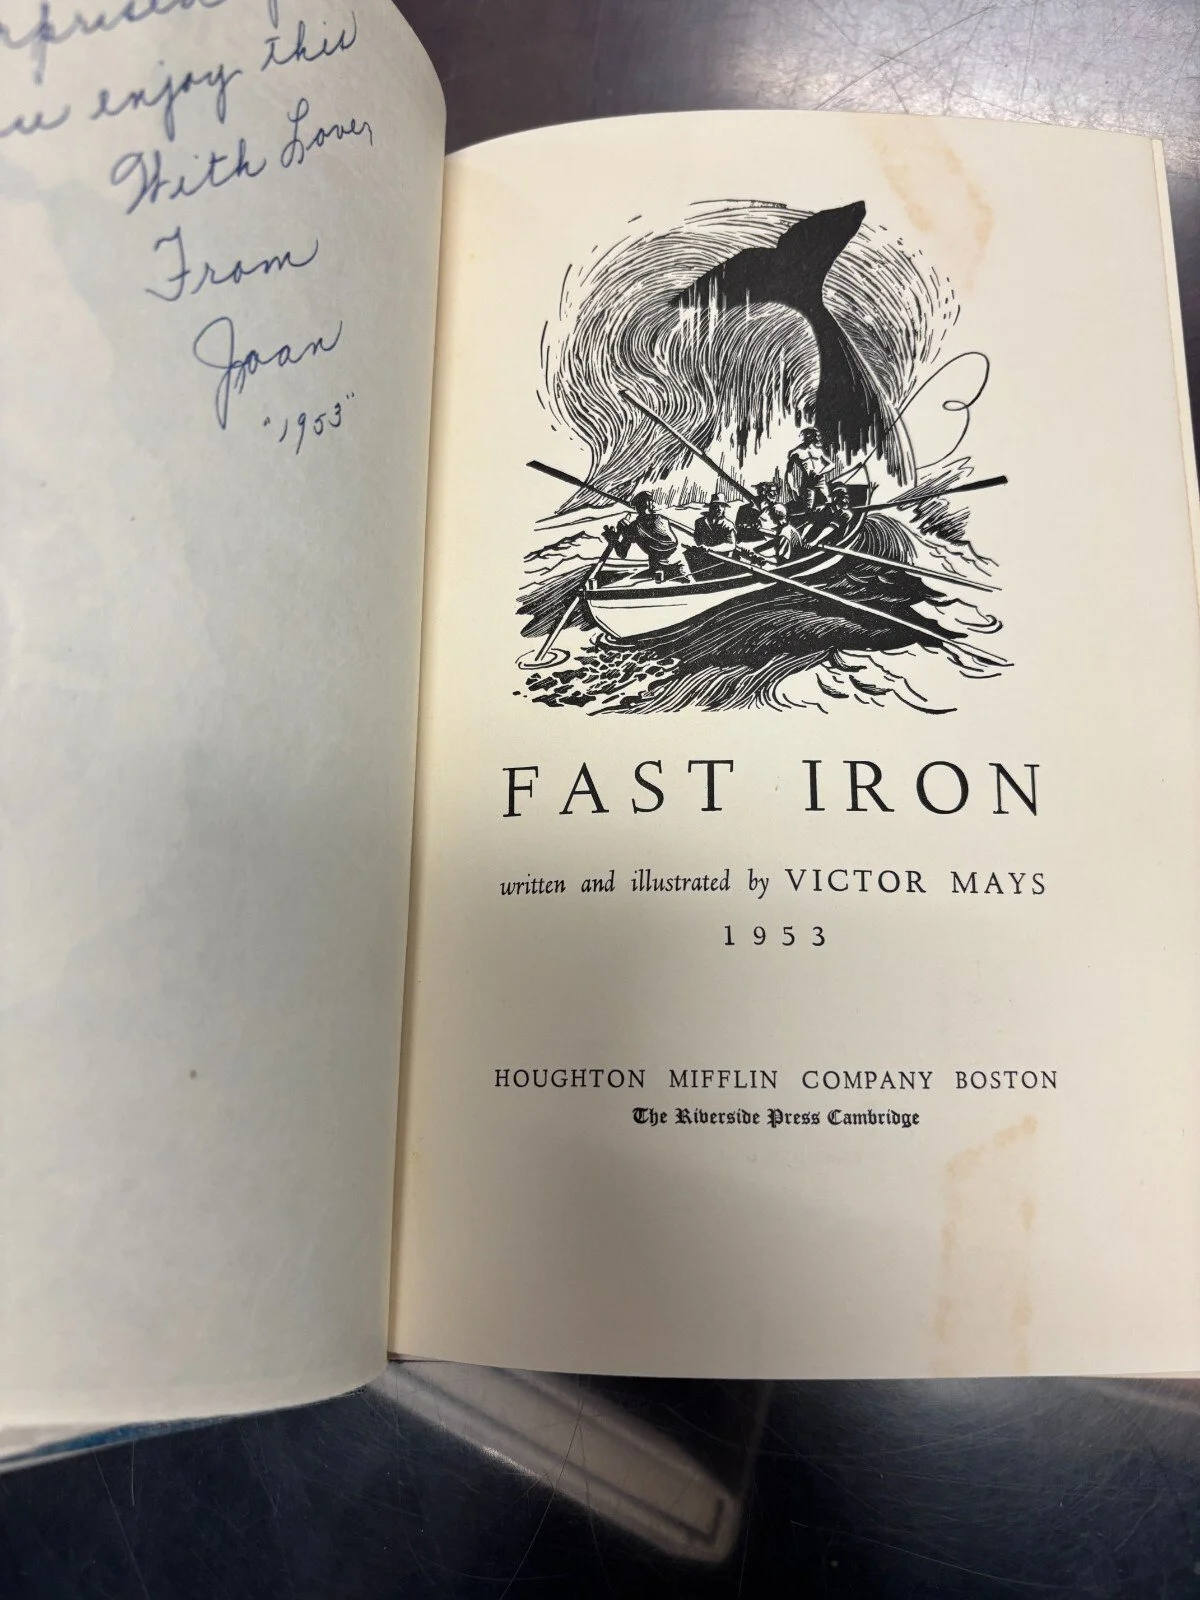 enjoy this
With Love,
From
Joan
"1953"
FAST IRON
written and illustrated by VICTOR MAYS
1953
HOUGHTON MIFFLIN COMPANY BOSTON
The Riverside Press Cambridge